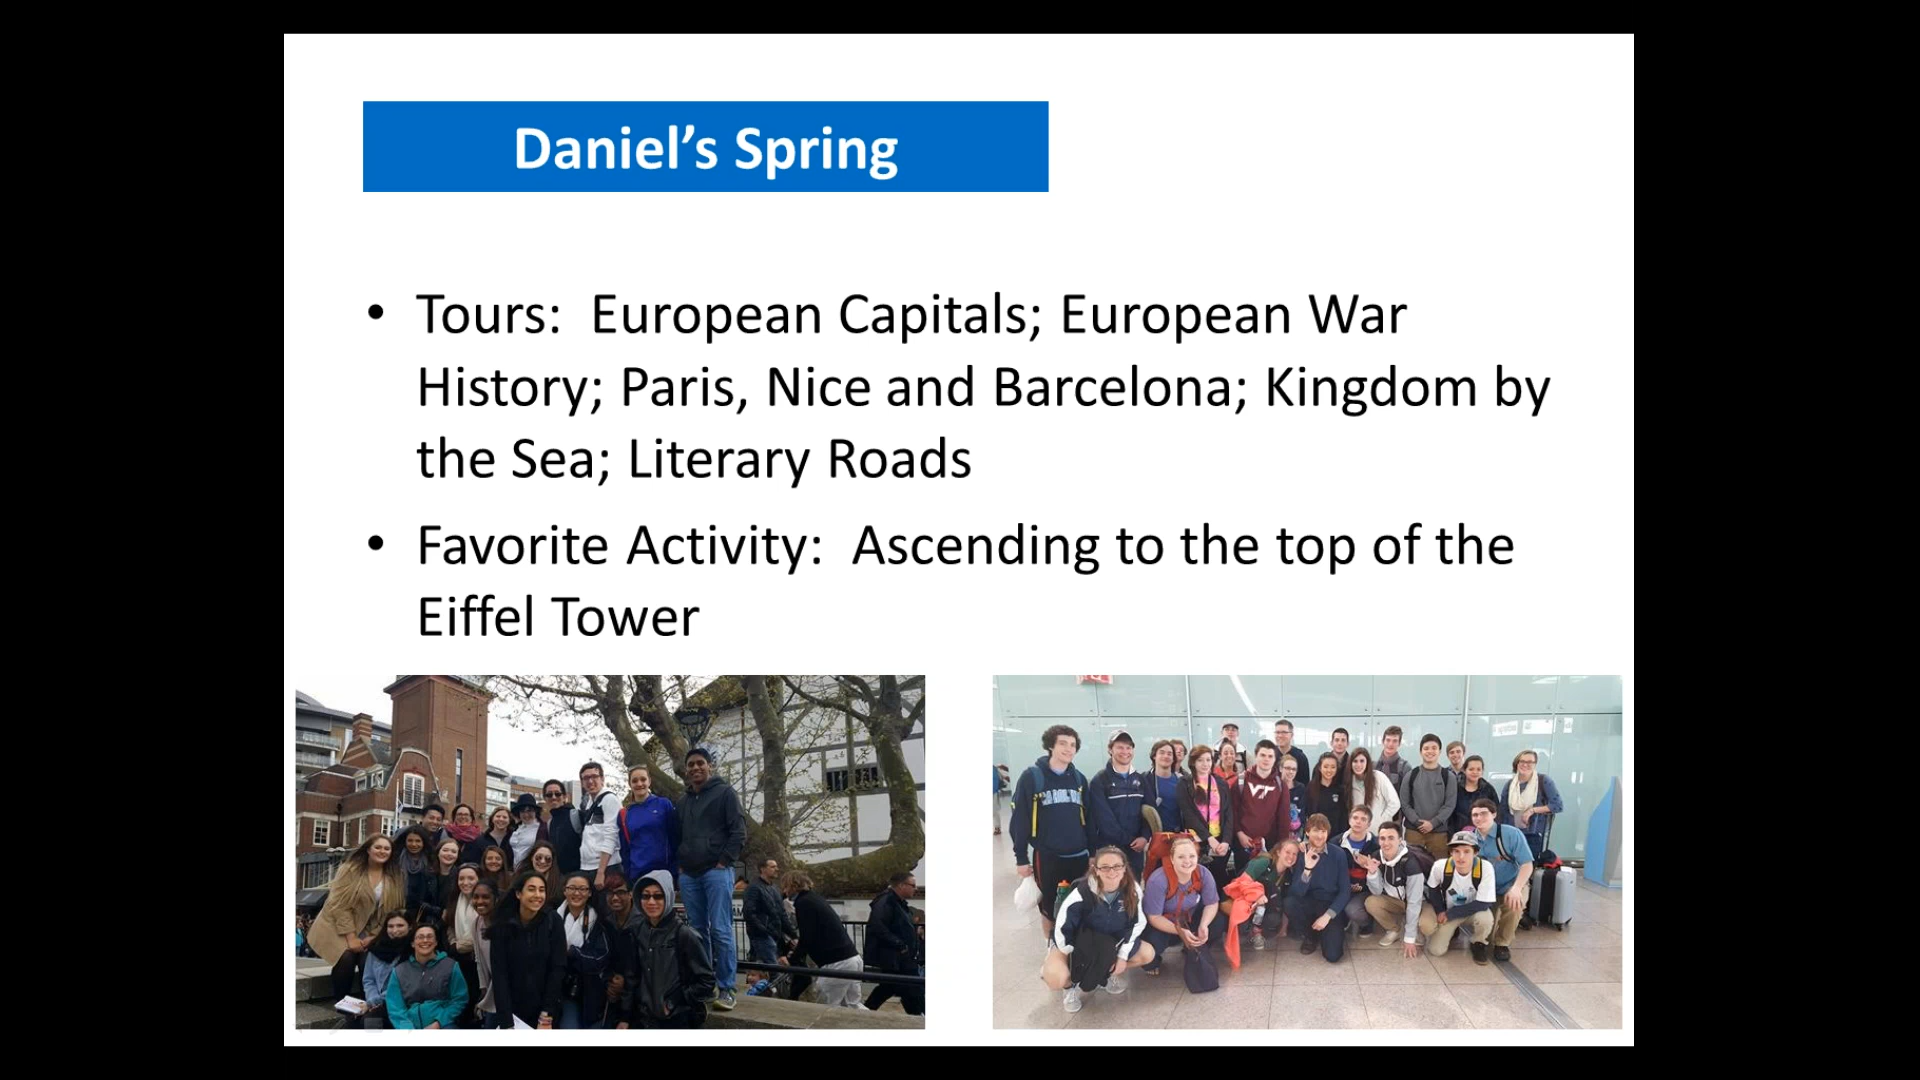 Daniel’s Spring
• Tours:  European Capitals; European War
History; Paris, Nice and Barcelona; Kingdom by
the Sea; Literary Roads
• Favorite Activity:  Ascending to the top of the
Eiffel Tower
VT